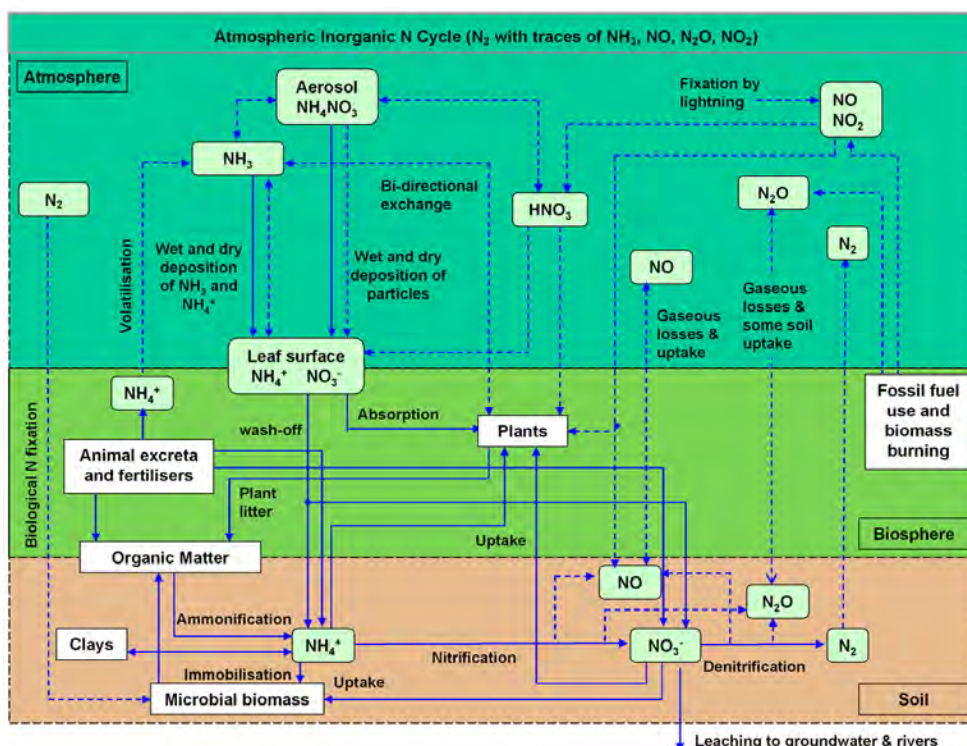 Atmospheric Inorganic N Cycle (N₂ with traces of NH₃, NO, N₂O, NO₂)
Atmosphere
Aerosol
NH₄NO₃
Fixation by
lightning
NO
NO₂
NH₃
N₂
Bi-directional
exchange
HNO₃
N₂O
N₂
NO
Volatilisation
Wet and dry
deposition
of NH₃ and
NH₄⁺
Wet and dry
deposition of
particles
Gaseous
losses &
uptake
Gaseous
losses &
some soil
uptake
Leaf surface
NH₄⁺ NO₃⁻
NH₄⁺
Absorption
wash-off
Plants
Fossil fuel
use and
biomass
burning
Animal excreta
and fertilisers
Biological N fixation
Plant
litter
Uptake
Biosphere
Organic Matter
NO
N₂O
Ammonification
Clays
NH₄⁺
Nitrification
NO₃⁻
Denitrification
N₂
Immobilisation
Uptake
Microbial biomass
Soil
Leaching to groundwater & rivers